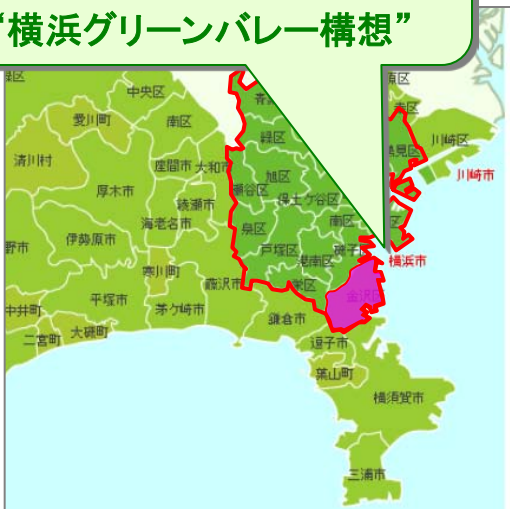 “横浜グリーンバレー構想”
中央区
愛川町
南区
緑区
清川村
座間市
大和市
旭区
瀬谷区
保土ケ谷区
厚木市
綾瀬市
海老名市
泉区
南区
伊勢原市
戸塚区
港南区
磯子区
寒川町
藤沢市
栄区
金沢区
中井町
平塚市
茅ケ崎市
鎌倉市
二宮町
大磯町
逗子市
葉山町
横須賀市
三浦市
川崎区
川崎市
鶴見区
横浜市